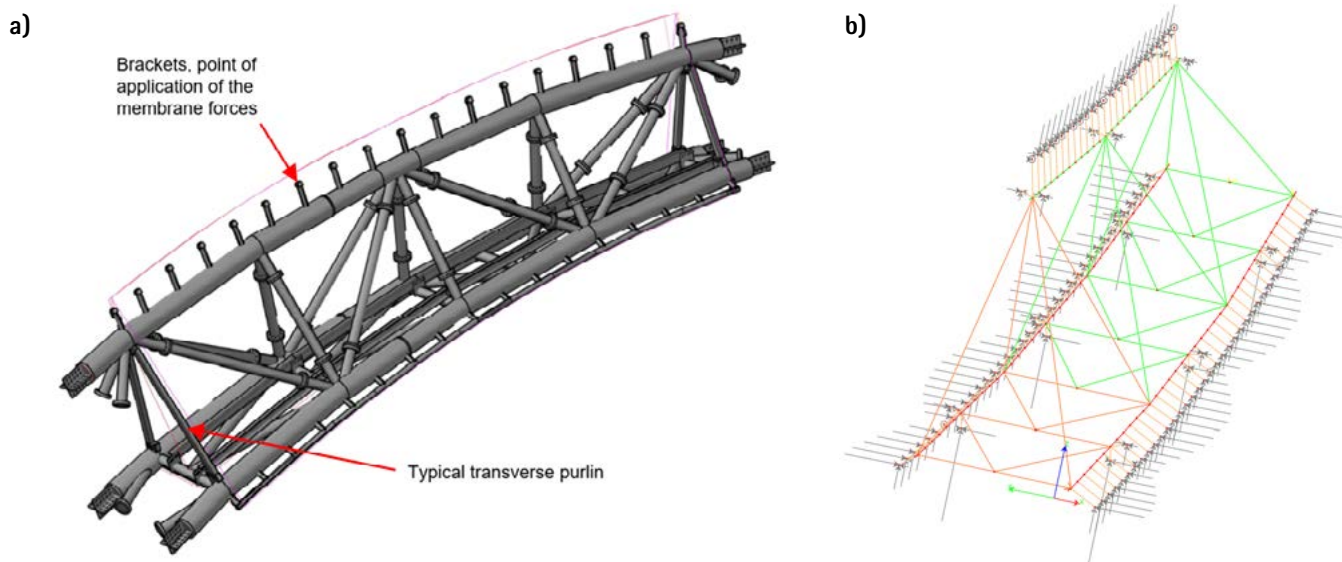 a)
b)
Brackets, point of
application of the
membrane forces
Typical transverse purlin